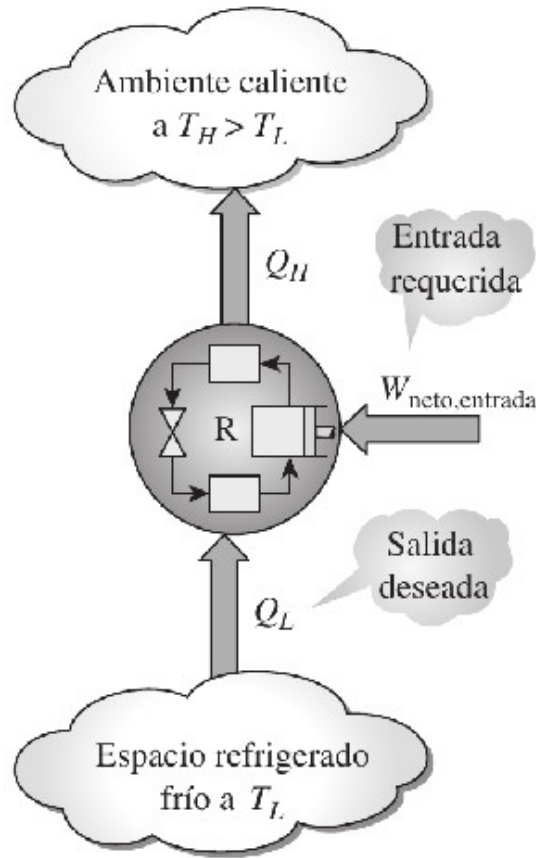 Ambiente caliente
a T_H > T_L
Q_H
Entrada
requerida
W_neto,entrada
R
Salida
deseada
Q_L
Espacio refrigerado
frío a T_L